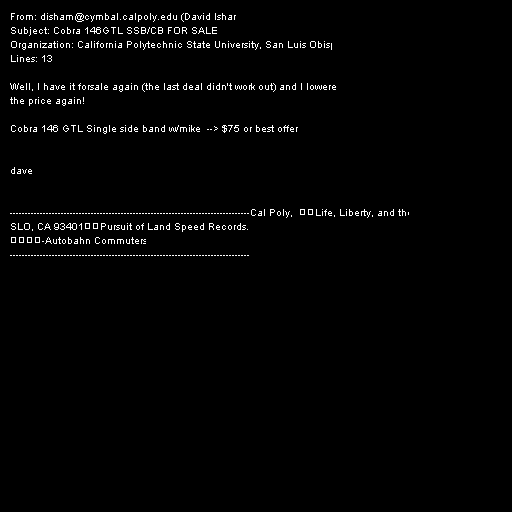 From: disham@cymbal.calpoly.edu (David Ishar
Subject: Cobra 146GTL SSB/CB FOR SALE
Organization: California Polytechnic State University, San Luis Obisp
Lines: 13
Well, I have it forsale again (the last deal didn't work out) and I lowere
the price again!
Cobra 146 GTL Single side band w/mike --> $75 or best offer
dave
--------------------------------------------------------------------------------Cal Poly, Life, Liberty, and the
SLO, CA 93401 Pursuit of Land Speed Records.
-Autobahn Commuters
--------------------------------------------------------------------------------